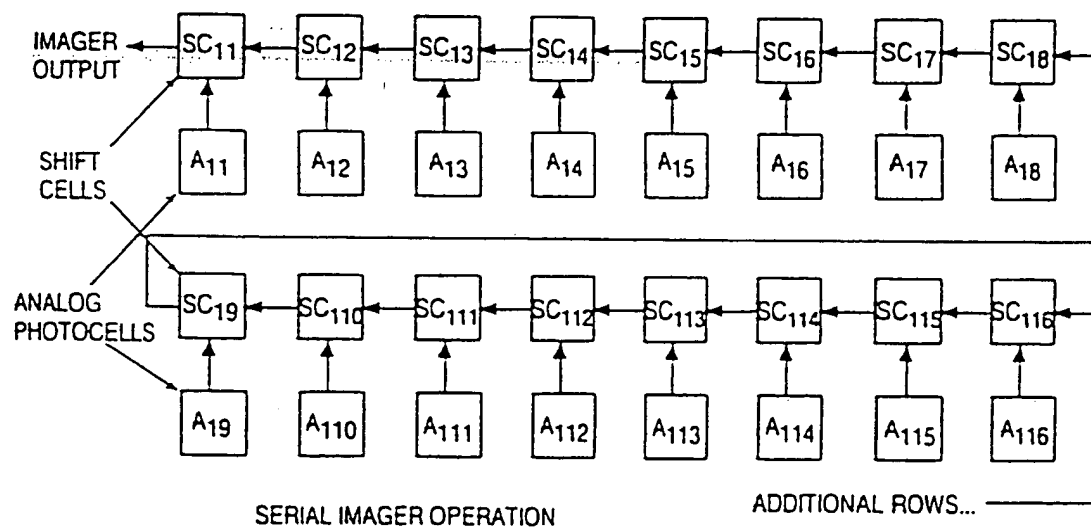 IMAGER
OUTPUT
SC11 SC12 SC13 SC14 SC15 SC16 SC17 SC18
A11 A12 A13 A14 A15 A16 A17 A18
SHIFT
CELLS
SC19 SC110 SC111 SC112 SC113 SC114 SC115 SC116
ANALOG
PHOTOCELLS
A19 A110 A111 A112 A113 A114 A115 A116
SERIAL IMAGER OPERATION
ADDITIONAL ROWS...